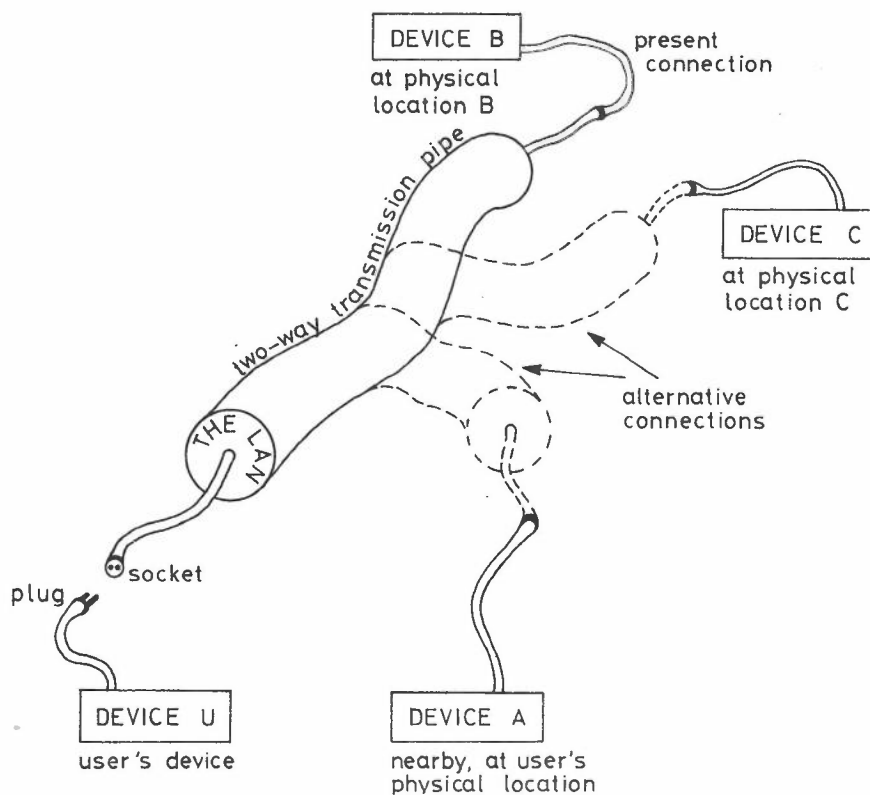 DEVICE B
at physical
location B
present
connection
two-way transmission pipe
DEVICE C
at physical
location C
alternative
connections
THE LAN
socket
plug
DEVICE U
user's device
DEVICE A
nearby, at user's
physical location